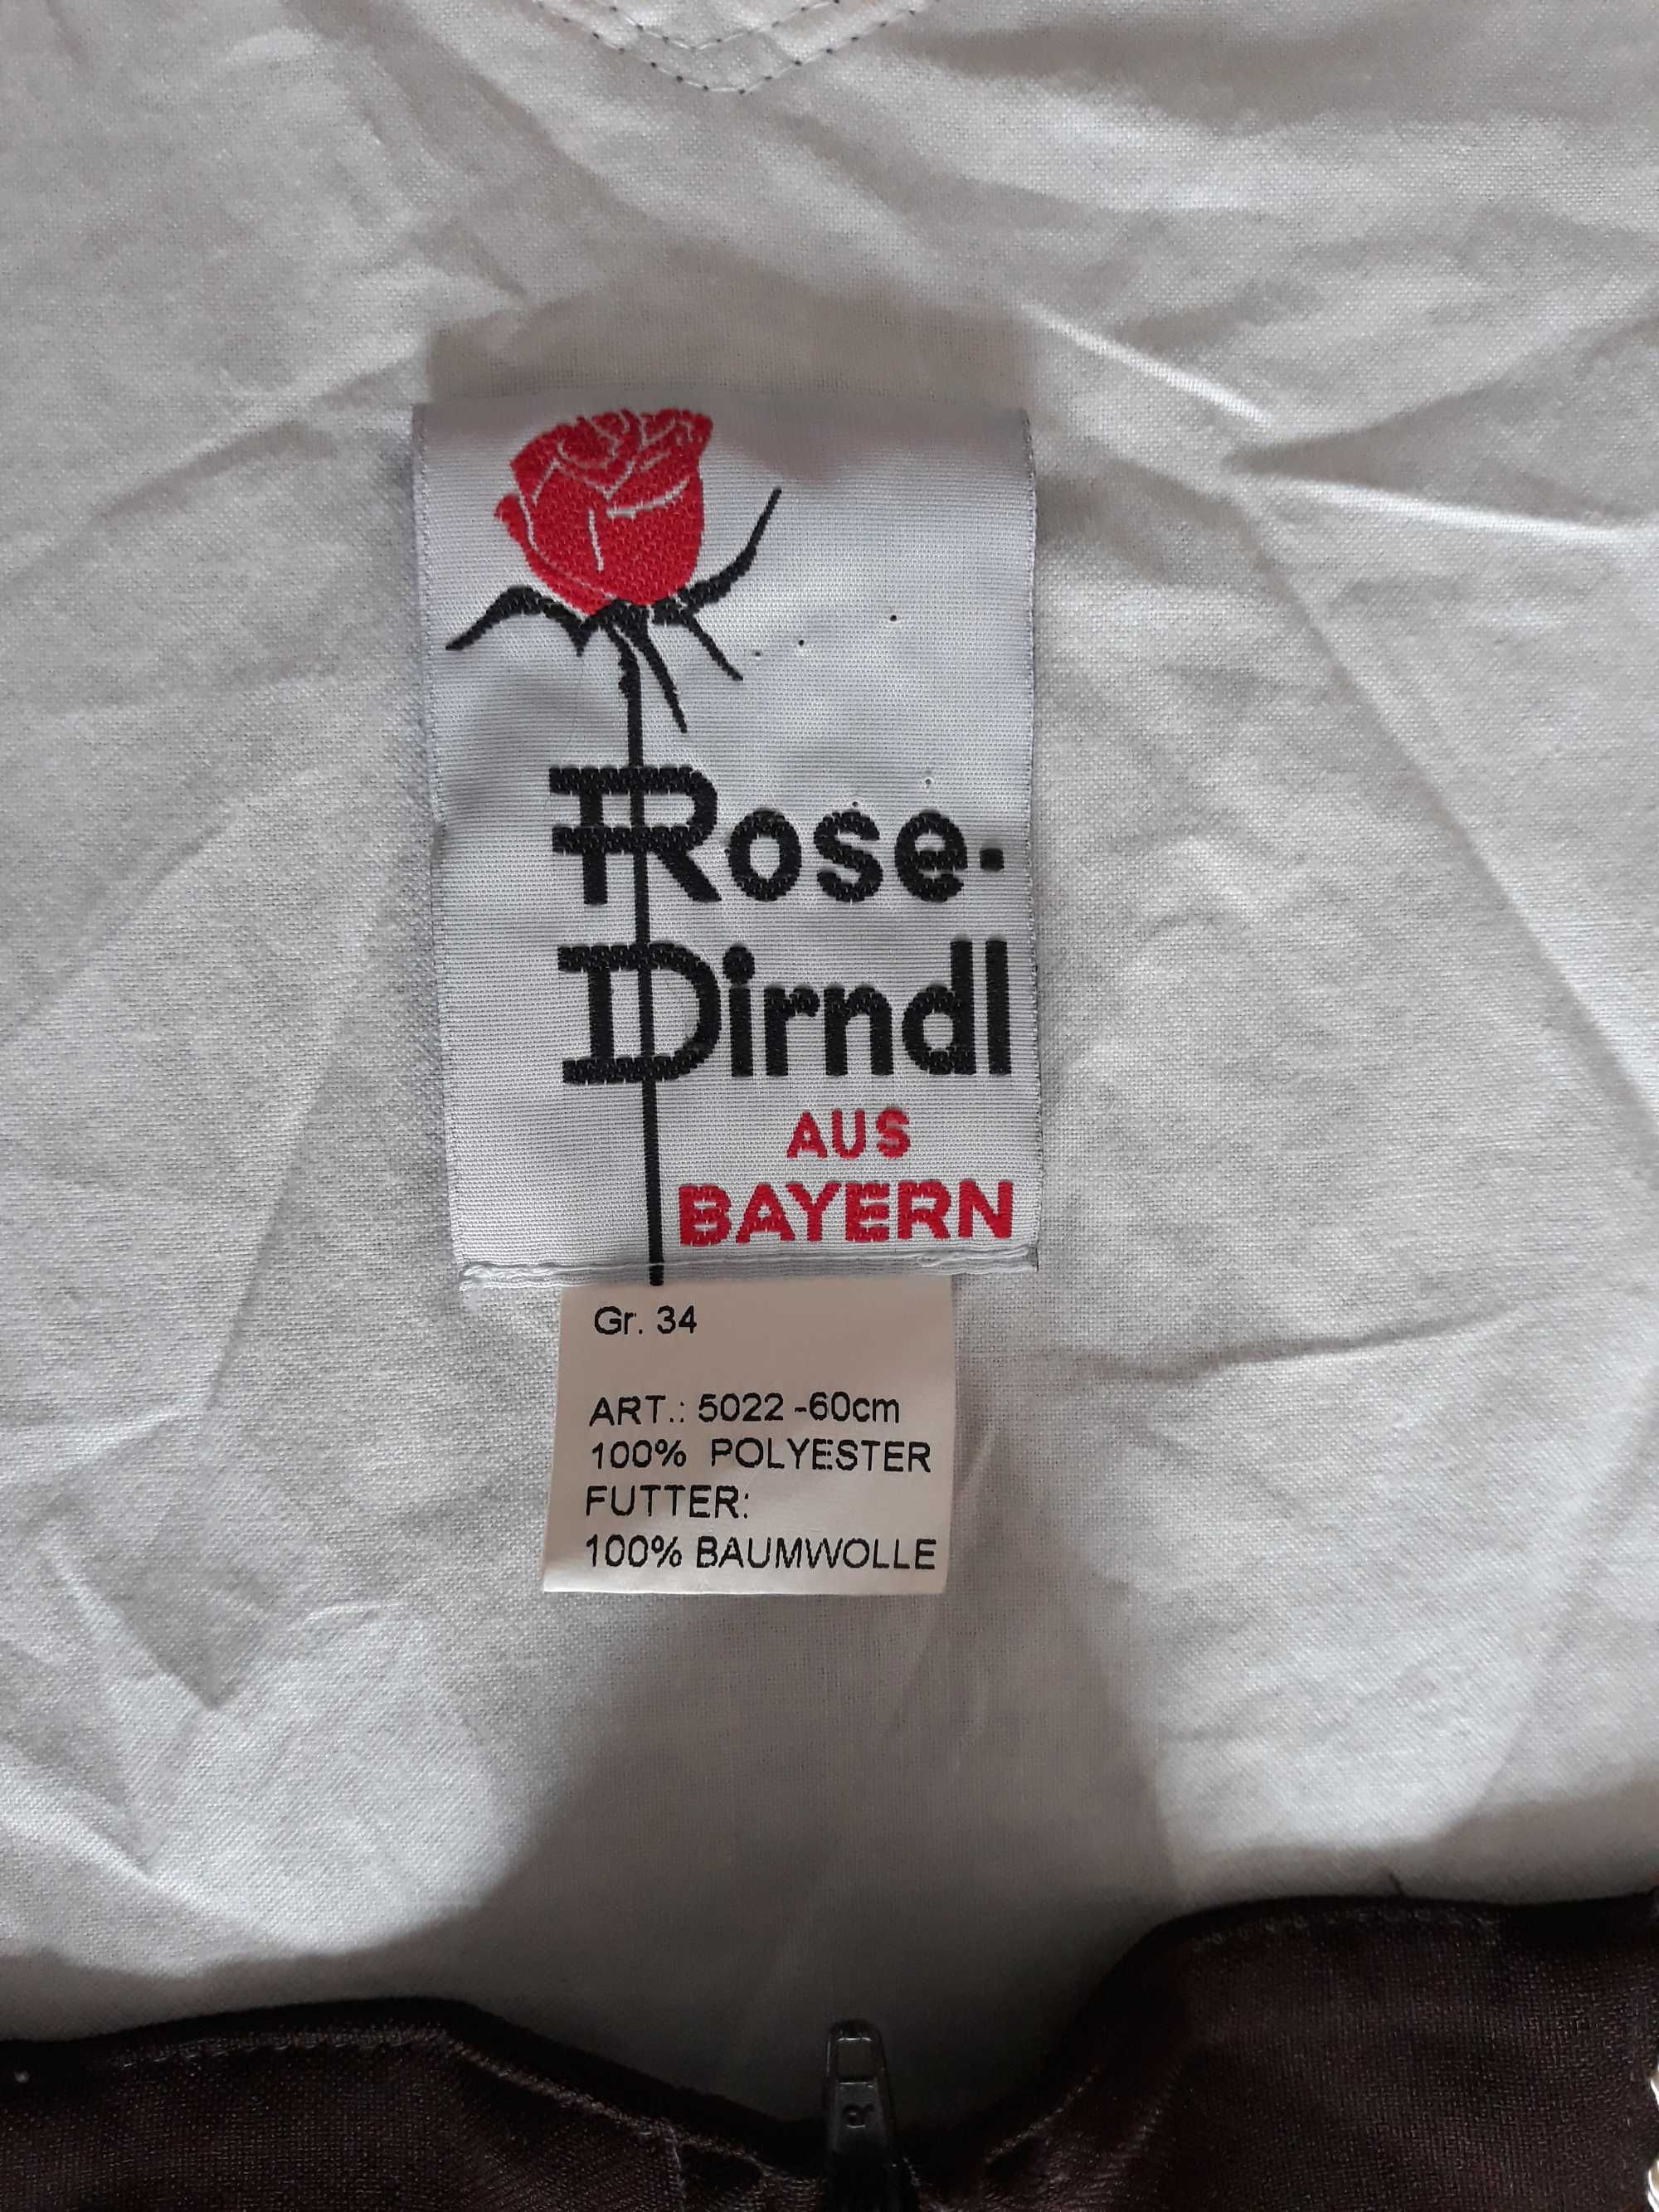 Rose-
Dirndl
AUS
BAYERN
Gr. 34
ART.: 5022 -60cm
100% POLYESTER
FUTTER:
100% BAUMWOLLE